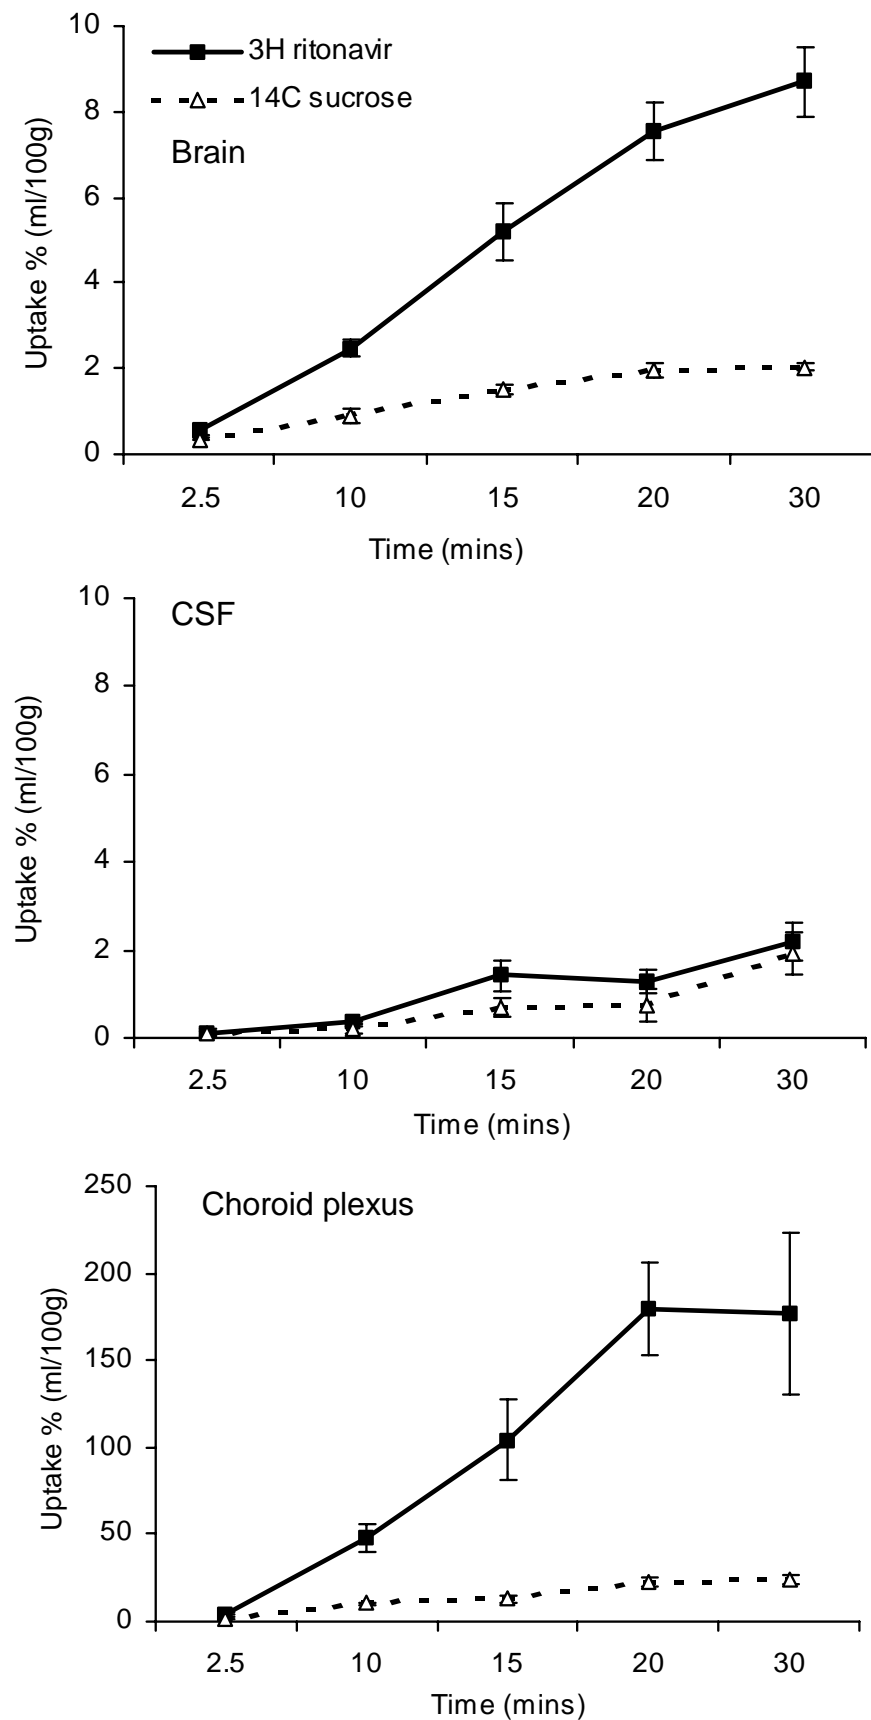 10
8
6
4
2
0
Uptake % (ml/100g)
3H ritonavir
14C sucrose
Brain
2.5 10 15 20 30
Time (mins)
10
8
6
4
2
0
Uptake % (ml/100g)
CSF
2.5 10 15 20 30
Time (mins)
250
200
150
100
50
0
Uptake % (ml/100g)
Choroid plexus
2.5 10 15 20 30
Time (mins)